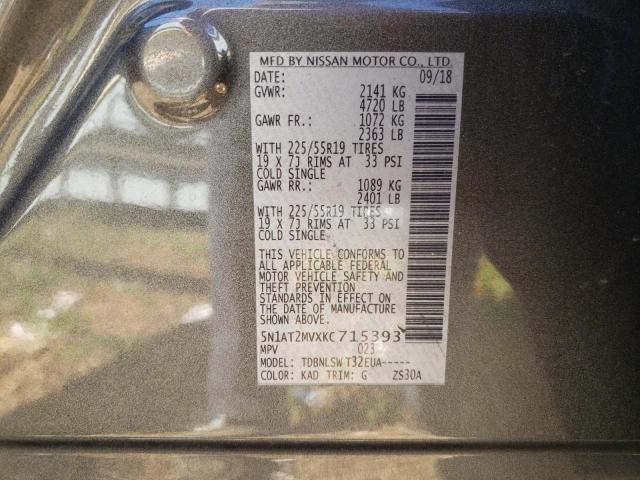 MFD BY NISSAN MOTOR CO., LTD.
DATE: 09/18
GVWR: 2141 KG
4720 LB
GAWR FR.: 1072 KG
2363 LB
WITH 225/55R19 TIRES
19 X 7J RIMS AT 33 PSI
COLD SINGLE
GAWR RR.: 1089 KG
2401 LB
WITH 225/55R19 TIRES
19 X 7J RIMS AT 33 PSI
COLD SINGLE
THIS VEHICLE CONFORMS TO
ALL APPLICABLE FEDERAL
MOTOR VEHICLE SAFETY AND
THEFT PREVENTION
STANDARDS IN EFFECT ON
THE DATE OF MANUFACTURE
SHOWN ABOVE.
5N1AT2MVXKC715393
MPV 023
MODEL: TDBNLSW T32EUA-----
COLOR: KAD TRIM: G ZS30A